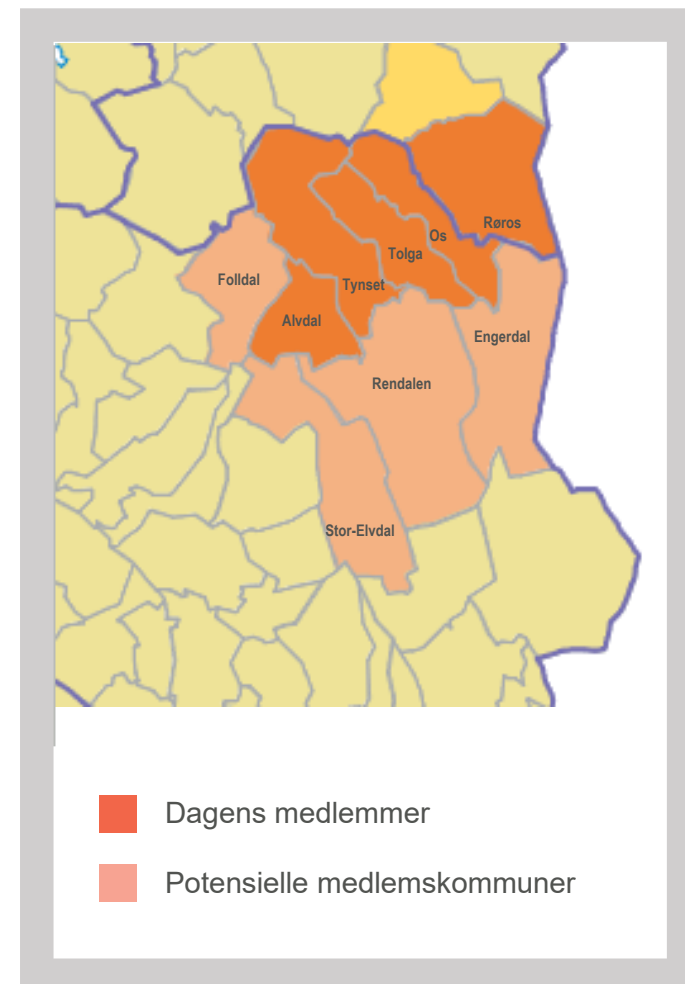 Røros
Os
Tolga
Folldal
Tynset
Alvdal
Engerdal
Rendalen
Stor-Elvdal
Dagens medlemmer
Potensielle medlemskommuner